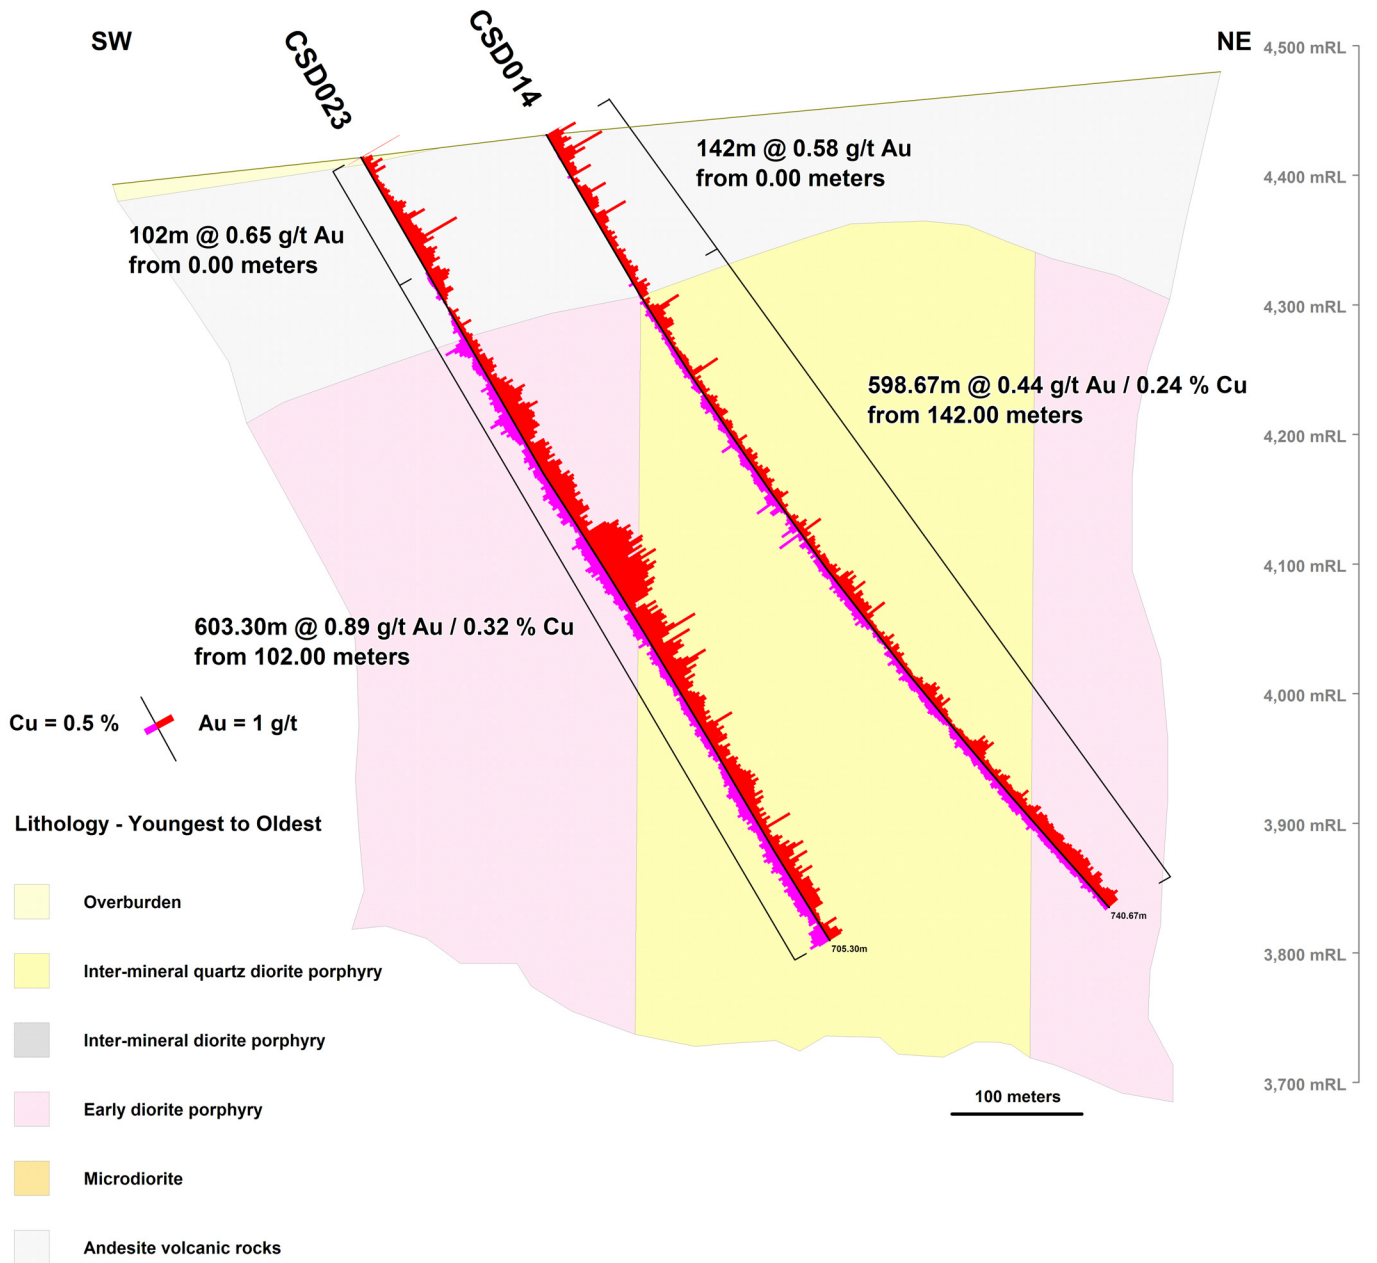 SW
CSD023
CSD014
NE
4,500 mRL
142m @ 0.58 g/t Au
from 0.00 meters
4,400 mRL
102m @ 0.65 g/t Au
from 0.00 meters
4,300 mRL
598.67m @ 0.44 g/t Au / 0.24 % Cu
from 142.00 meters
4,200 mRL
4,100 mRL
603.30m @ 0.89 g/t Au / 0.32 % Cu
from 102.00 meters
4,000 mRL
Cu = 0.5 %
Au = 1 g/t
Lithology - Youngest to Oldest
3,900 mRL
Overburden
740.67m
705.30m
3,800 mRL
Inter-mineral quartz diorite porphyry
Inter-mineral diorite porphyry
3,700 mRL
100 meters
Early diorite porphyry
Microdiorite
Andesite volcanic rocks